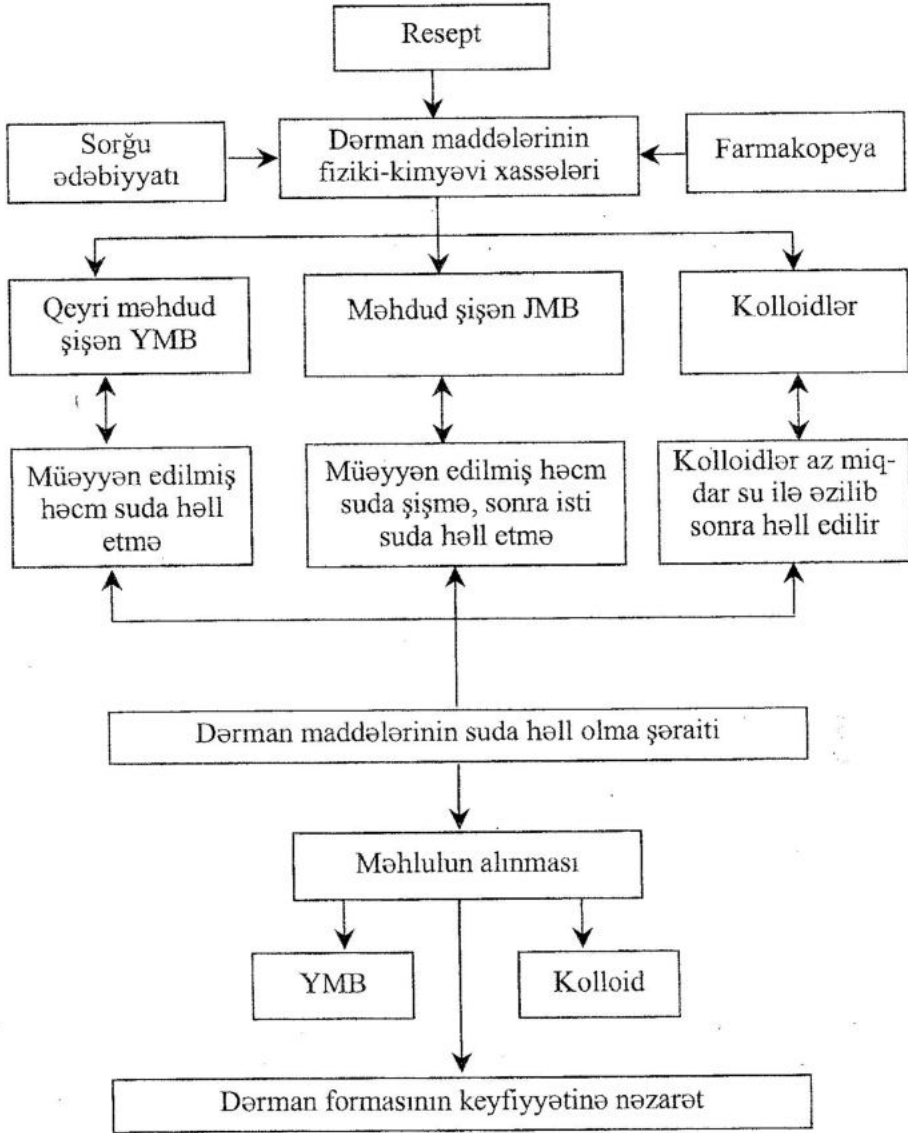 Resept
Sorğu
ədəbiyyatı
Dərman maddələrinin
fiziki-kimyəvi xassələri
Farmakopeya
Qeyri məhdud
şişən YMB
Məhdud şişən JMB
Kolloidlər
Müəyyən edilmiş
həcm suda həll
etmə
Müəyyən edilmiş həcm
suda şişmə, sonra isti
suda həll etmə
Kolloidlər az miq-
dar su ilə əzilib
sonra həll edilir
Dərman maddələrinin suda həll olma şəraiti
Məhlulun alınması
YMB
Kolloid
Dərman formasının keyfiyyətinə nəzarət